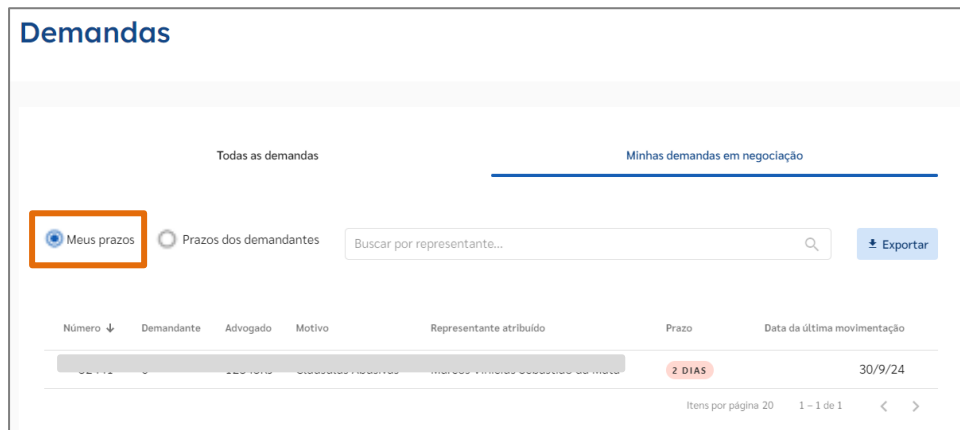 Demandas
Todas as demandas Minhas demandas em negociação
Meus prazos Prazos dos demandantes Buscar por representante... Exportar
Número Demandante Advogado Motivo Representante atribuído Prazo Data da última movimentação
2 DIAS 30/9/24
Itens por página 20 1 – 1 de 1